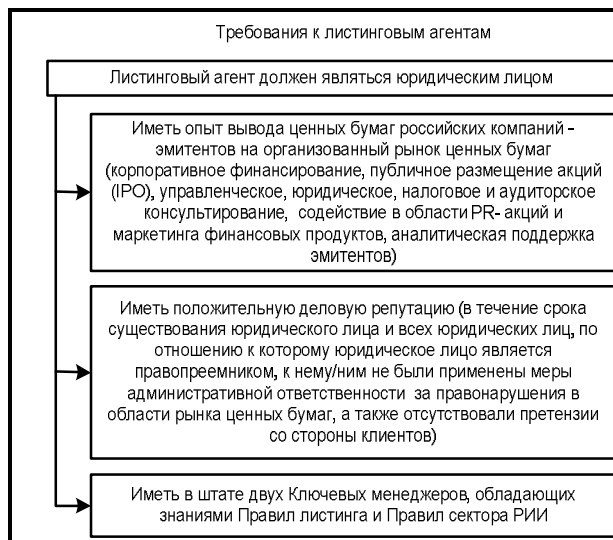 Требования к листинговым агентам
Листинговый агент должен являться юридическим лицом
Иметь опыт вывода ценных бумаг российских компаний -
эмитентов на организованный рынок ценных бумаг
(корпоративное финансирование, публичное размещение акций
(IPO), управленческое, юридическое, налоговое и аудиторское
консультирование, содействие в области PR- акций и
маркетинга финансовых продуктов, аналитическая поддержка
эмитентов)
Иметь положительную деловую репутацию (в течение срока
существования юридического лица и всех юридических лиц, по
отношению к которому юридическое лицо является
правопреемником, к нему/ним не были применены меры
административной ответственности за правонарушения в
области рынка ценных бумаг, а также отсутствовали претензии
со стороны клиентов)
Иметь в штате двух Ключевых менеджеров, обладающих
знаниями Правил листинга и Правил сектора РИИ